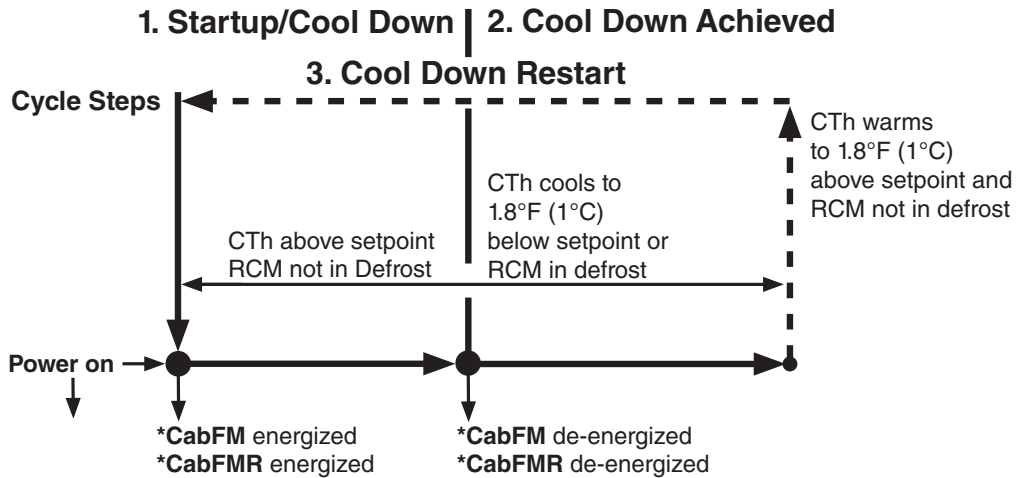 1. Startup/Cool Down
2. Cool Down Achieved
3. Cool Down Restart
Cycle Steps
CTh warms
to 1.8°F (1°C)
above setpoint and
RCM not in defrost
CTh cools to
1.8°F (1°C)
below setpoint or
RCM in defrost
CTh above setpoint
RCM not in Defrost
Power on
*CabFM energized
*CabFMR energized
*CabFM de-energized
*CabFMR de-energized